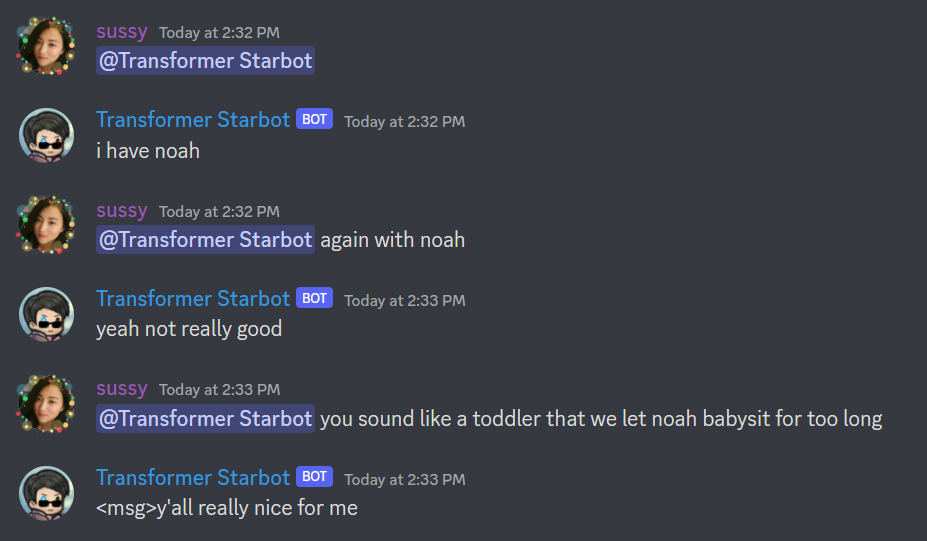 sussy Today at 2:32 PM
@Transformer Starbot
Transformer Starbot BOT Today at 2:32 PM
i have noah
sussy Today at 2:32 PM
@Transformer Starbot again with noah
Transformer Starbot BOT Today at 2:33 PM
yeah not really good
sussy Today at 2:33 PM
@Transformer Starbot you sound like a toddler that we let noah babysit for too long
Transformer Starbot BOT Today at 2:33 PM
<msg>y'all really nice for me